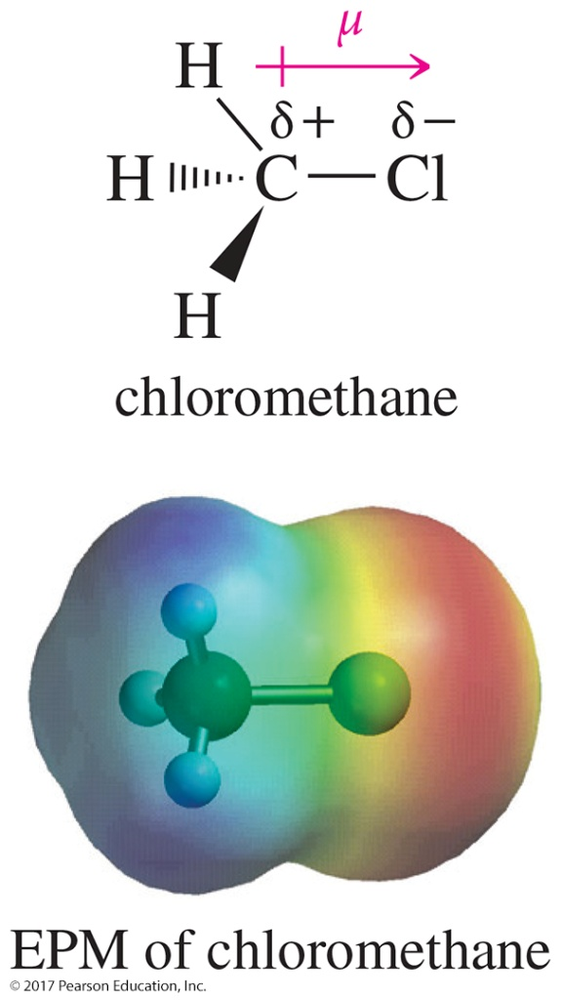 μ
H
δ+ δ−
H C—Cl
H
chloromethane
EPM of chloromethane
© 2017 Pearson Education, Inc.